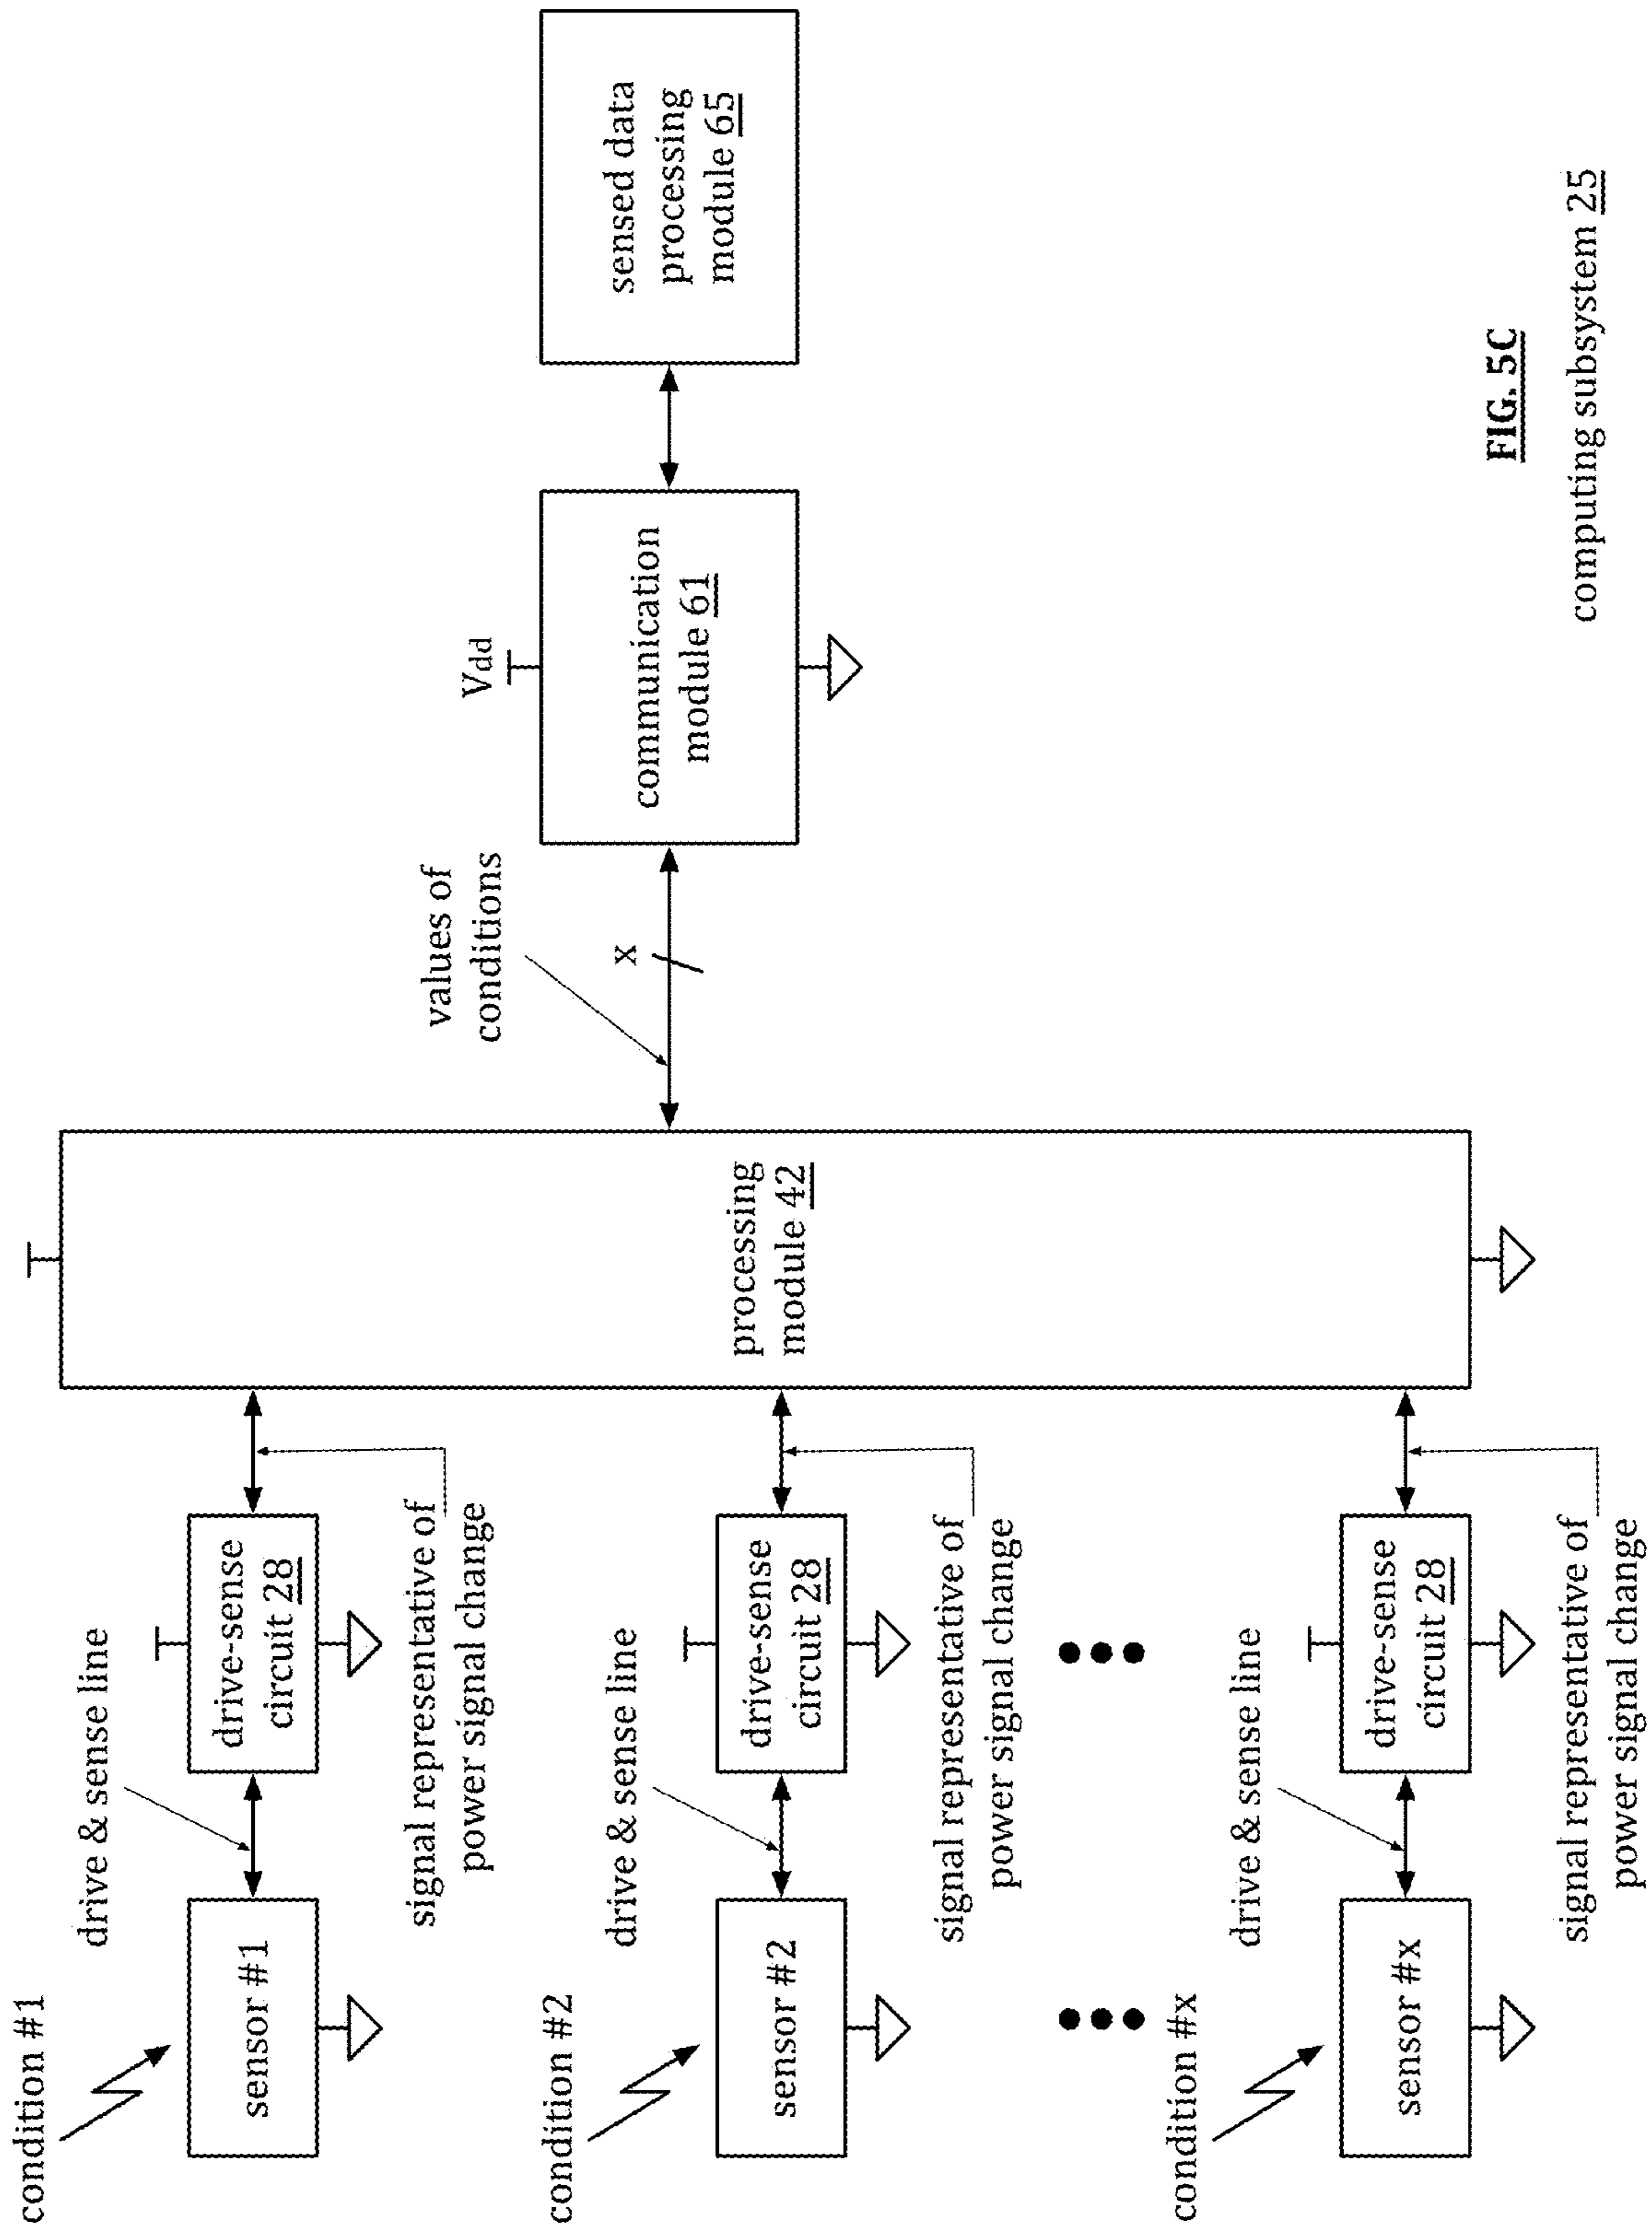 condition #1
drive & sense line
sensor #1
drive-sense
circuit 28
signal representative of
power signal change
condition #2
drive & sense line
sensor #2
drive-sense
circuit 28
signal representative of
power signal change
condition #x
drive & sense line
sensor #x
drive-sense
circuit 28
signal representative of
power signal change
processing
module 42
values of
conditions
x
Vdd
communication
module 61
sensed data
processing
module 65
FIG. 5C
computing subsystem 25